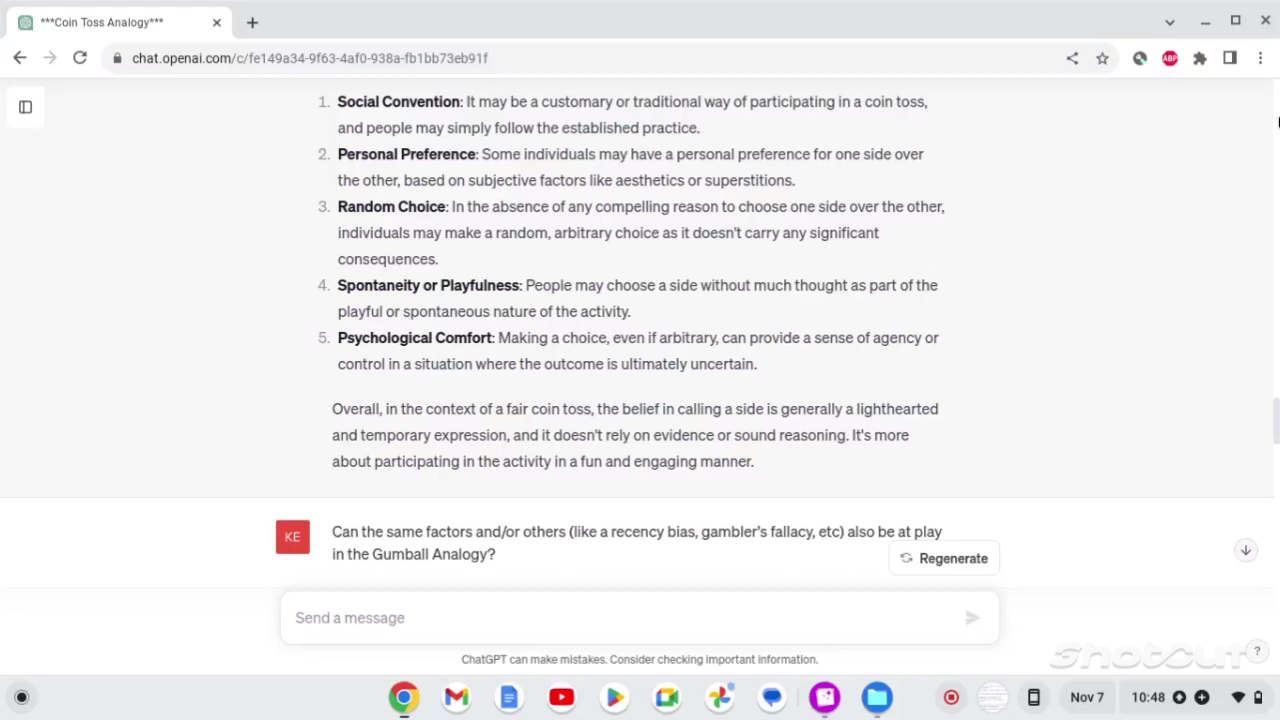 ***Coin Toss Analogy***
chat.openai.com/c/fe149a34-9f63-4af0-938a-fb1bb73eb91f
ABP
1. Social Convention: It may be a customary or traditional way of participating in a coin toss,
and people may simply follow the established practice.
2. Personal Preference: Some individuals may have a personal preference for one side over
the other, based on subjective factors like aesthetics or superstitions.
3. Random Choice: In the absence of any compelling reason to choose one side over the other,
individuals may make a random, arbitrary choice as it doesn't carry any significant
consequences.
4. Spontaneity or Playfulness: People may choose a side without much thought as part of the
playful or spontaneous nature of the activity.
5. Psychological Comfort: Making a choice, even if arbitrary, can provide a sense of agency or
control in a situation where the outcome is ultimately uncertain.
Overall, in the context of a fair coin toss, the belief in calling a side is generally a lighthearted
and temporary expression, and it doesn't rely on evidence or sound reasoning. It's more
about participating in the activity in a fun and engaging manner.
KE
Can the same factors and/or others (like a recency bias, gambler's fallacy, etc) also be at play
in the Gumball Analogy?
Regenerate
Send a message
ChatGPT can make mistakes. Consider checking important information.
Shotcut
?
Nov 7
10:48